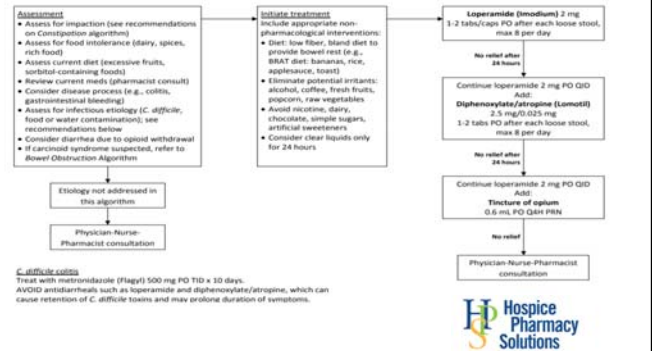 Assessment
• Assess for impaction (see recommendations
on Constipation algorithm)
• Assess for food tolerance (dairy, spices,
rich food)
• Assess current diet (excessive fruits,
sorbitol-containing foods)
• Review current meds (pharmacist consult)
• Consider disease process (e.g., colitis,
gastrointestinal bleeding)
• Assess for infectious etiology (C. difficile,
food or water contamination); see
recommendations below
• Consider diarrhea due to opioid withdrawal
• If carcinoid syndrome suspected, refer to
Bowel Obstruction Algorithm
Etiology not addressed in
this algorithm
Physician-Nurse-
Pharmacist consultation
Initiate treatment
Include appropriate non-
pharmacological interventions:
• Diet: low fiber, bland diet to
provide bowel rest (e.g.,
BRAT diet: bananas, rice,
applesauce, toast)
• Eliminate potential irritants:
alcohol, coffee, fresh fruits,
popcorn, raw vegetables
• Avoid nicotine, dairy,
chocolate, simple sugars,
artificial sweeteners
• Consider clear liquids only
for 24 hours
Loperamide (Imodium) 2 mg
1-2 tabs/caps PO after each loose stool,
max 8 per day
No relief after
24 hours
Continue loperamide 2 mg PO QID
Add:
Diphenoxylate/atropine (Lomotil)
2.5 mg/0.025 mg
1-2 tabs PO after each loose stool,
max 8 per day
No relief after
24 hours
Continue loperamide 2 mg PO QID
Add:
Tincture of opium
0.6 mL PO Q4H PRN
No relief
Physician-Nurse-Pharmacist
consultation
C. difficile colitis
Treat with metronidazole (Flagyl) 500 mg PO TID x 10 days.
AVOID antidiarrheals such as loperamide and diphenoxylate/atropine, which can
cause retention of C. difficile toxins and may prolong duration of symptoms.
HPS
Hospice
Pharmacy
Solutions